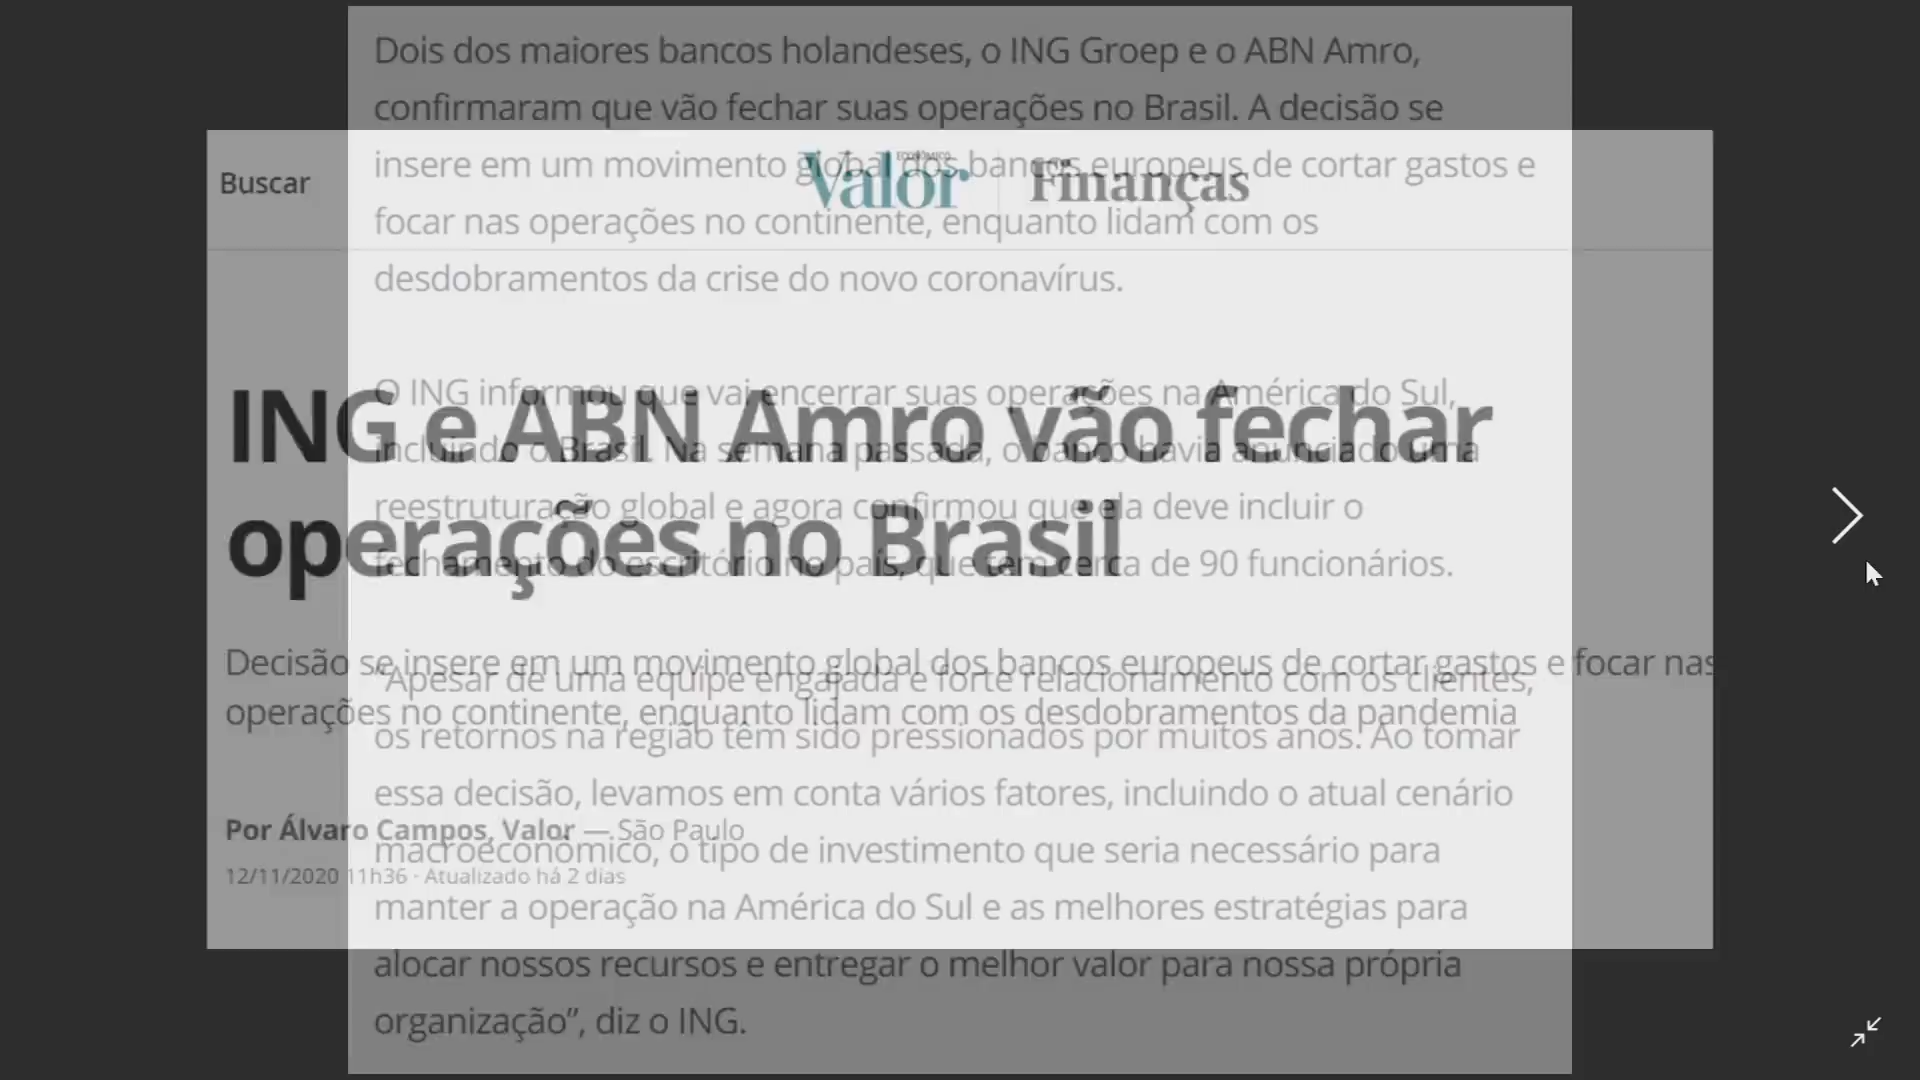 Dois dos maiores bancos holandeses, o ING Groep e o ABN Amro,
confirmaram que vão fechar suas operações no Brasil. A decisão se
insere em um movimento global dos bancos europeus de cortar gastos e
focar nas operações no continente, enquanto lidam com os
desdobramentos da crise do novo coronavírus.
O ING informou que vai encerrar suas operações na América do Sul,
incluindo o Brasil. Na semana passada, o banco havia anunciado uma
reestruturação global e agora confirmou que ela deve incluir o
fechamento do escritório no país, que tem cerca de 90 funcionários.
“Apesar de uma equipe engajada e forte relacionamento com os clientes,
os retornos na região têm sido pressionados por muitos anos. Ao tomar
essa decisão, levamos em conta vários fatores, incluindo o atual cenário
macroeconômico, o tipo de investimento que seria necessário para
manter a operação na América do Sul e as melhores estratégias para
alocar nossos recursos e entregar o melhor valor para nossa própria
organização”, diz o ING.
Buscar
Valor ECONÔMICO Finanças
ING e ABN Amro vão fechar
operações no Brasil
Decisão se insere em um movimento global dos bancos europeus de cortar gastos e focar nas
operações no continente, enquanto lidam com os desdobramentos da pandemia
Por Álvaro Campos, Valor — São Paulo
12/11/2020 11h36 · Atualizado há 2 dias